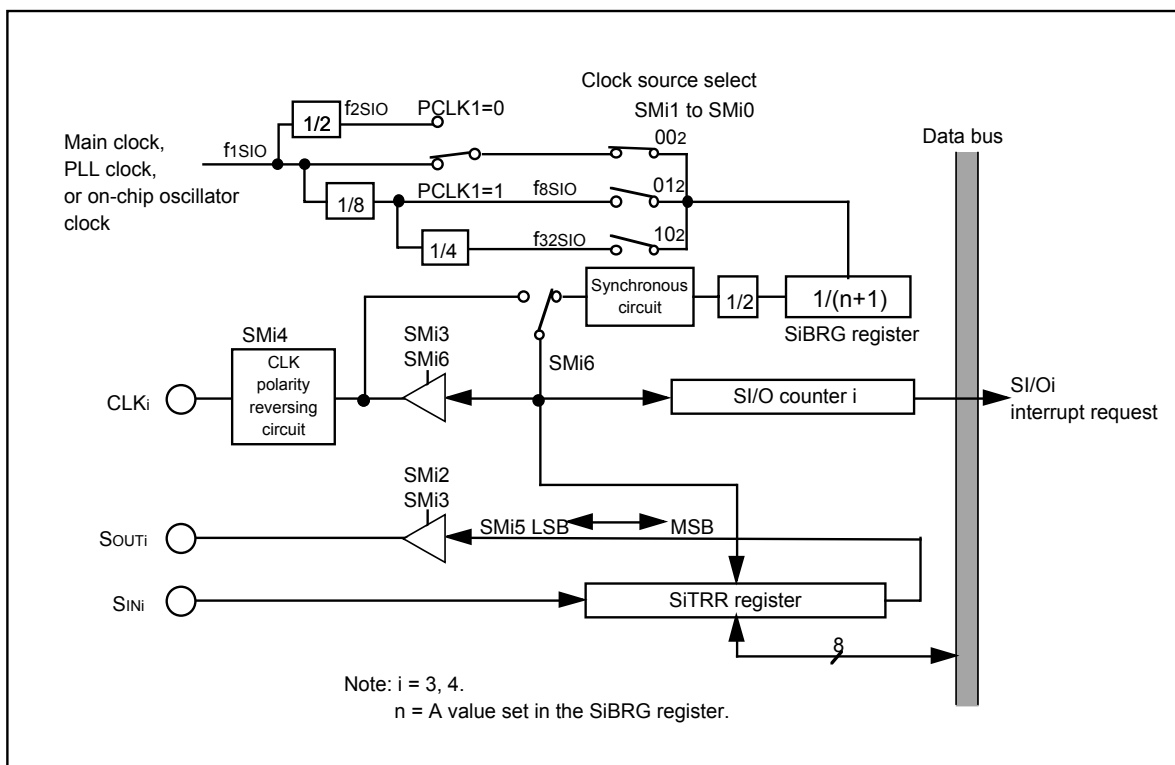 Clock source select
SMi1 to SMi0
Main clock,
PLL clock,
or on-chip oscillator
clock
f1SIO
1/2
f2SIO
PCLK1=0
002
1/8
PCLK1=1
f8SIO
012
1/4
f32SIO
102
Data bus
Synchronous
circuit
1/2
1/(n+1)
SiBRG register
SMi4
CLK
polarity
reversing
circuit
CLKi
SMi3
SMi6
SMi6
SI/O counter i
SI/Oi
interrupt request
SMi2
SMi3
SOUTi
SMi5 LSB
MSB
SINi
SiTRR register
8
Note: i = 3, 4.
n = A value set in the SiBRG register.